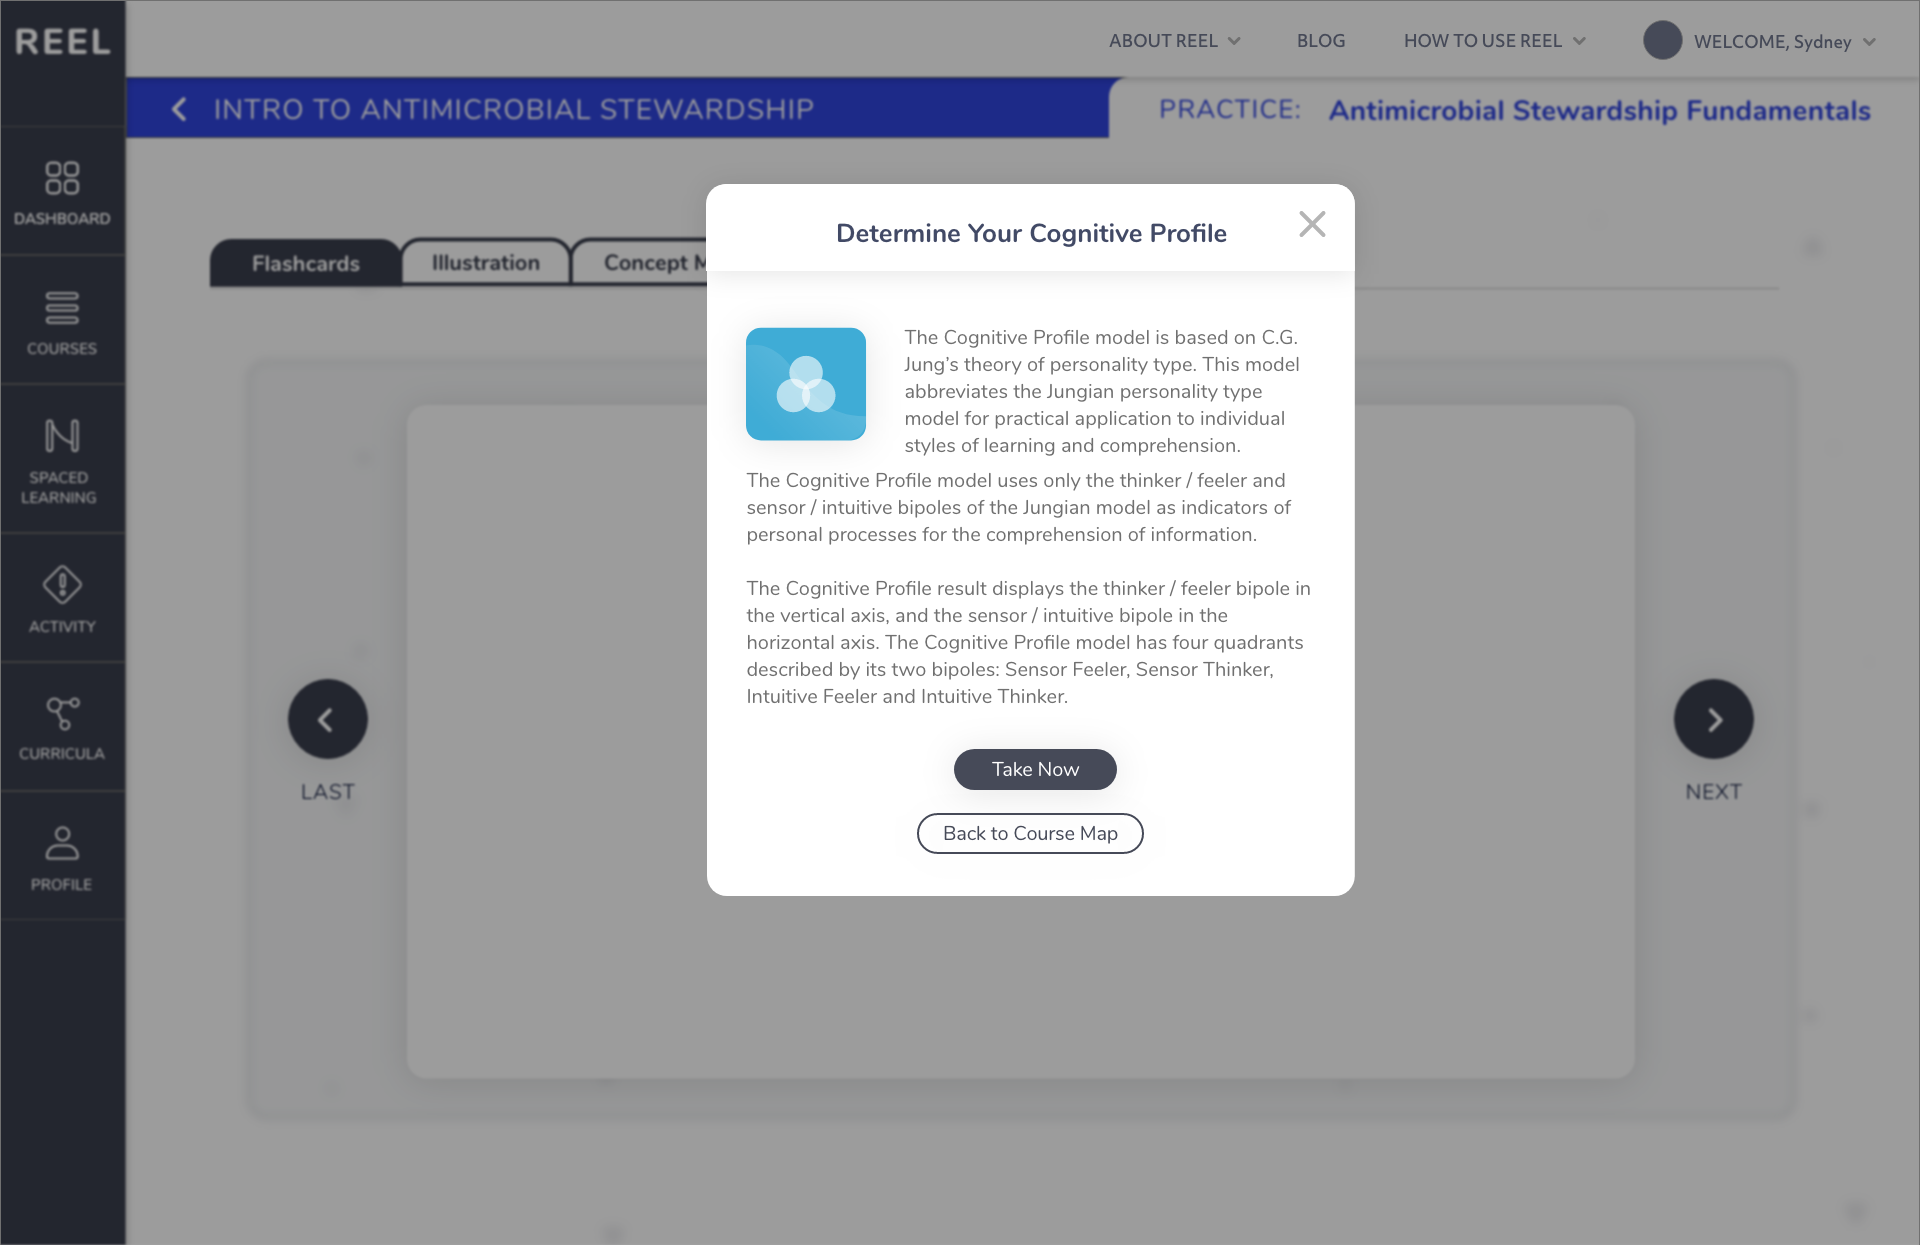 REEL
ABOUT REEL
BLOG
HOW TO USE REEL
WELCOME, Sydney
INTRO TO ANTIMICROBIAL STEWARDSHIP
PRACTICE: Antimicrobial Stewardship Fundamentals
DASHBOARD
COURSES
SPACED
LEARNING
ACTIVITY
CURRICULA
PROFILE
Flashcards
Illustration
Concept
LAST
NEXT
Determine Your Cognitive Profile
The Cognitive Profile model is based on C.G.
Jung’s theory of personality type. This model
abbreviates the Jungian personality type
model for practical application to individual
styles of learning and comprehension.
The Cognitive Profile model uses only the thinker / feeler and
sensor / intuitive bipoles of the Jungian model as indicators of
personal processes for the comprehension of information.
The Cognitive Profile result displays the thinker / feeler bipole in
the vertical axis, and the sensor / intuitive bipole in the
horizontal axis. The Cognitive Profile model has four quadrants
described by its two bipoles: Sensor Feeler, Sensor Thinker,
Intuitive Feeler and Intuitive Thinker.
Take Now
Back to Course Map